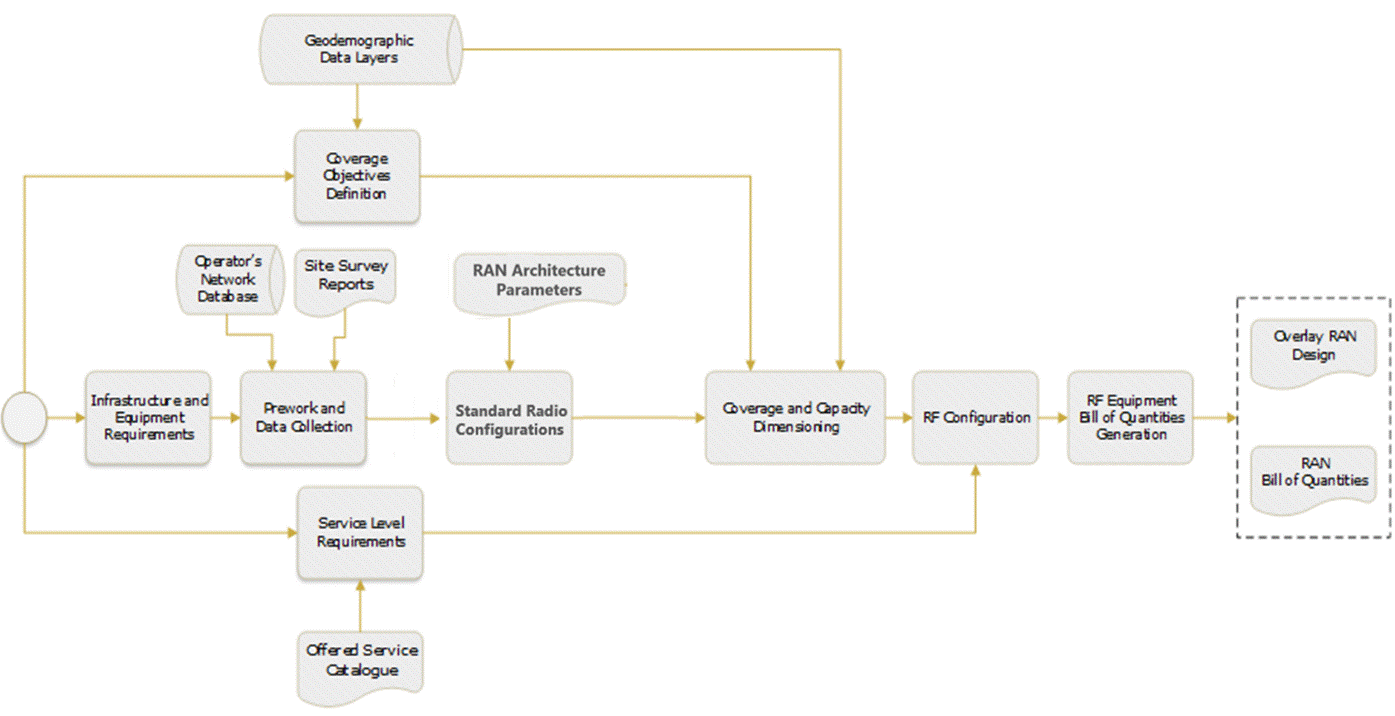 Geodemographic
Data Layers
Coverage
Objectives
Definition
Operator's
Network
Database
Site Survey
Reports
RAN Architecture
Parameters
Infrastructure and
Equipment
Requirements
Prework and
Data Collection
Standard Radio
Configurations
Coverage and Capacity
Dimensioning
RF Configuration
RF Equipment
Bill of Quantities
Generation
Overlay RAN
Design
RAN
Bill of Quantities
Service Level
Requirements
Offered Service
Catalogue